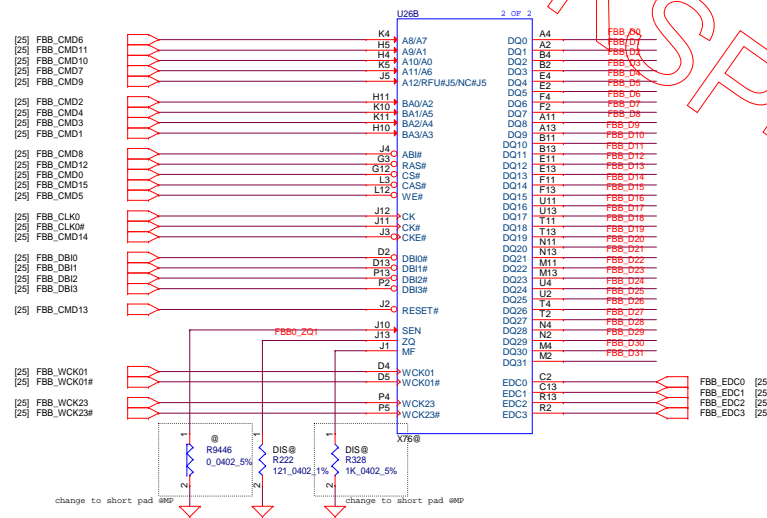 U26B 2 OF 2
[25] FBB_CMD6 K4 A8/A7
[25] FBB_CMD11 H5 A9/A1
[25] FBB_CMD10 H4 A10/A0
[25] FBB_CMD7 K5 A11/A6
[25] FBB_CMD9 J5 A12/RFU#J5/NC#J5
[25] FBB_CMD2 H11 BA0/A2
[25] FBB_CMD4 K10 BA1/A5
[25] FBB_CMD3 K11 BA2/A4
[25] FBB_CMD1 H10 BA3/A3
[25] FBB_CMD8 J4 ABI#
[25] FBB_CMD12 G3 RAS#
[25] FBB_CMD0 G12 CS#
[25] FBB_CMD15 L3 CAS#
[25] FBB_CMD5 L12 WE#
[25] FBB_CLK0 J12 CK
[25] FBB_CLK0# J11 CK#
[25] FBB_CMD14 J3 CKE#
[25] FBB_DBI0 D2 DBI0#
[25] FBB_DBI1 D13 DBI1#
[25] FBB_DBI2 P13 DBI2#
[25] FBB_DBI3 P2 DBI3#
[25] FBB_CMD13 J2 RESET#
J10 SEN
FBB0_ZQ1 J13 ZQ
J1 MF
[25] FBB_WCK01 D4 WCK01
[25] FBB_WCK01# D5 WCK01#
[25] FBB_WCK23 P4 WCK23
[25] FBB_WCK23# P5 WCK23#
DQ0 A4 FBB_D0
DQ1 A2 FBB_D1
DQ2 B4 FBB_D2
DQ3 B2 FBB_D3
DQ4 E4 FBB_D4
DQ5 E2 FBB_D5
DQ6 F4 FBB_D6
DQ7 F2 FBB_D7
DQ8 A11 FBB_D8
DQ9 A13 FBB_D9
DQ10 B11 FBB_D10
DQ11 B13 FBB_D11
DQ12 E11 FBB_D12
DQ13 E13 FBB_D13
DQ14 F11 FBB_D14
DQ15 F13 FBB_D15
DQ16 U11 FBB_D16
DQ17 U13 FBB_D17
DQ18 T11 FBB_D18
DQ19 T13 FBB_D19
DQ20 N11 FBB_D20
DQ21 N13 FBB_D21
DQ22 M11 FBB_D22
DQ23 M13 FBB_D23
DQ24 U4 FBB_D24
DQ25 U2 FBB_D25
DQ26 T4 FBB_D26
DQ27 T2 FBB_D27
DQ28 N4 FBB_D28
DQ29 N2 FBB_D29
DQ30 M4 FBB_D30
DQ31 M2 FBB_D31
EDC0 C2 FBB_EDC0 [25
EDC1 C13 FBB_EDC1 [25
EDC2 R13 FBB_EDC2 [25
EDC3 R2 FBB_EDC3 [25
X76@
1 @ R9446 0_0402_5% 2
1 DIS@ R222 121_0402_1% 2
1 DIS@ R328 1K_0402_5% 2
change to short pad @MP
change to short pad @MP